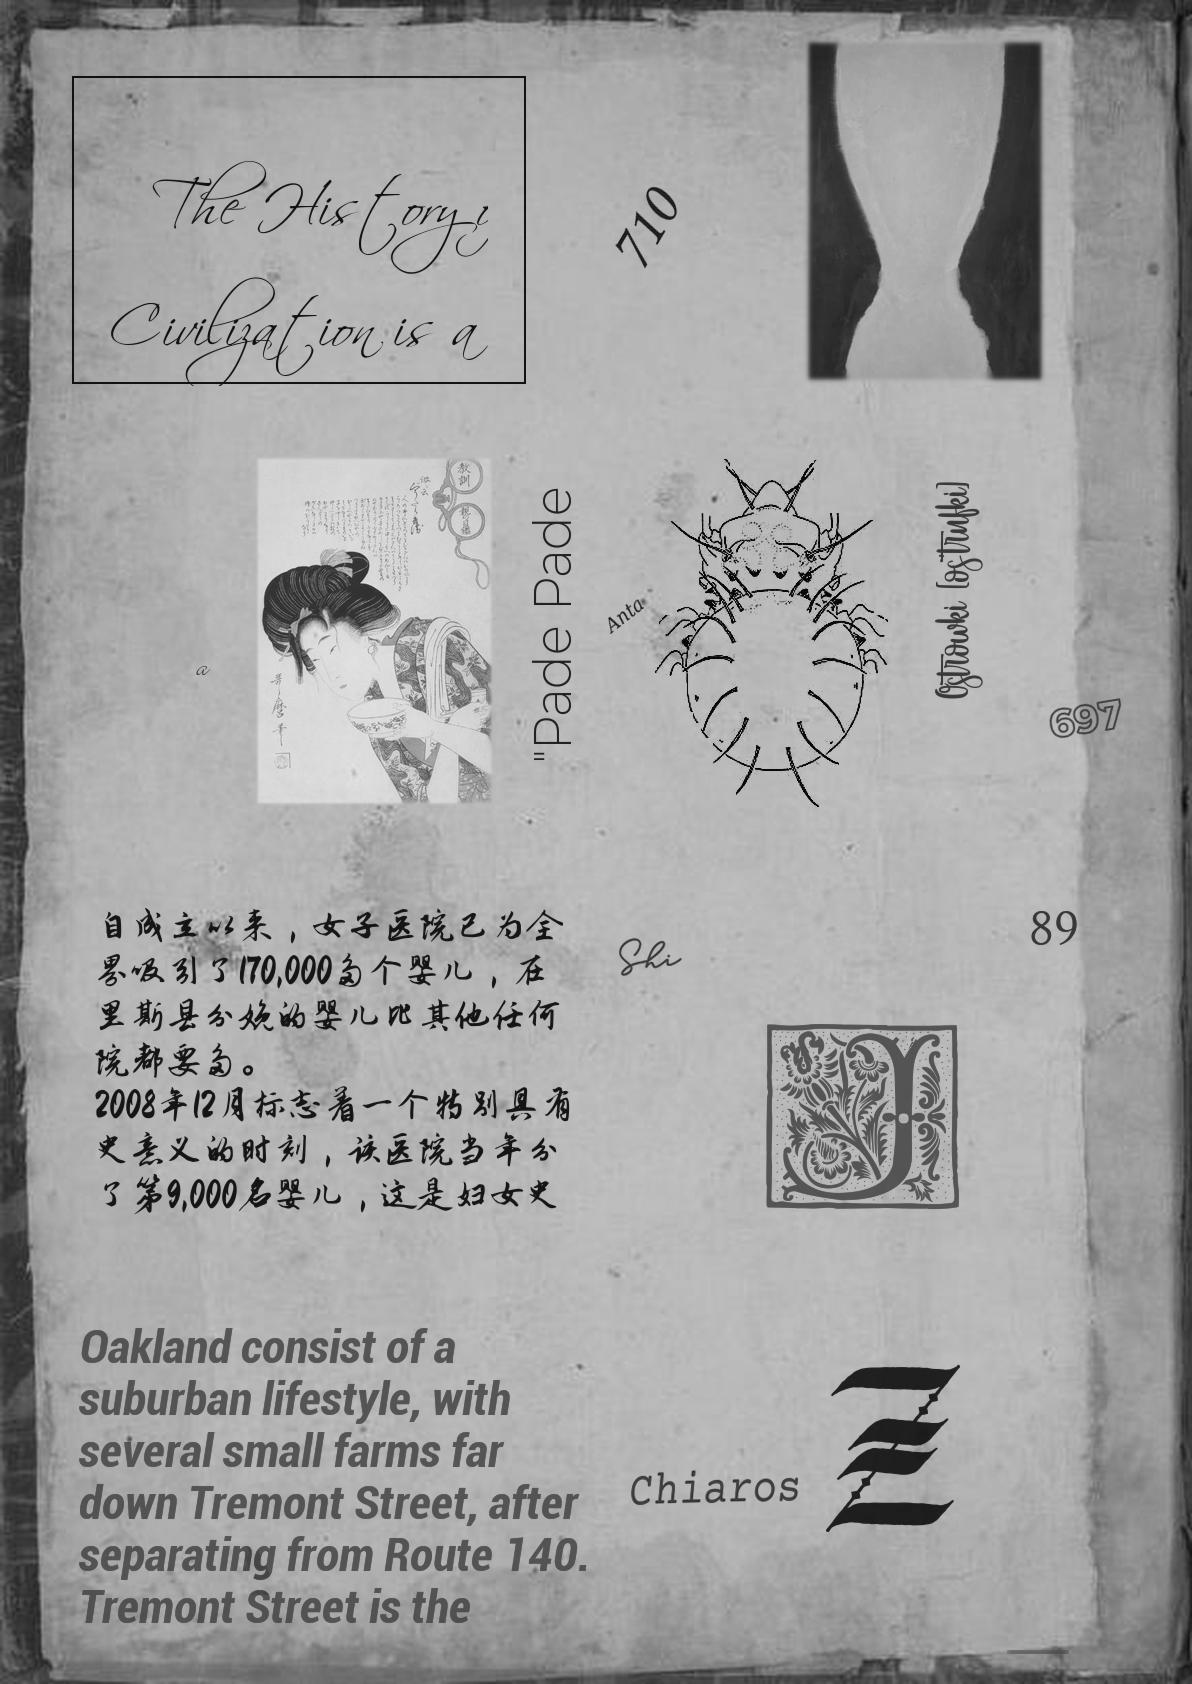 The History
Civilization is a
710
"Pade Pade
Anta
Ostrowki [ɔsˈtrufki]
a
教訓
697
自成立以来，女子医院已为全
界吸引了170,000多个婴儿，在
里斯县分娩的婴儿比其他任何
院都要多。
2008年12月标志着一个特别具有
史意义的时刻，该医院当年分
了第9,000名婴儿，这是妇女史
Shi
89
J
Oakland consist of a
suburban lifestyle, with
several small farms far
down Tremont Street, after
separating from Route 140.
Tremont Street is the
Chiaros
Z